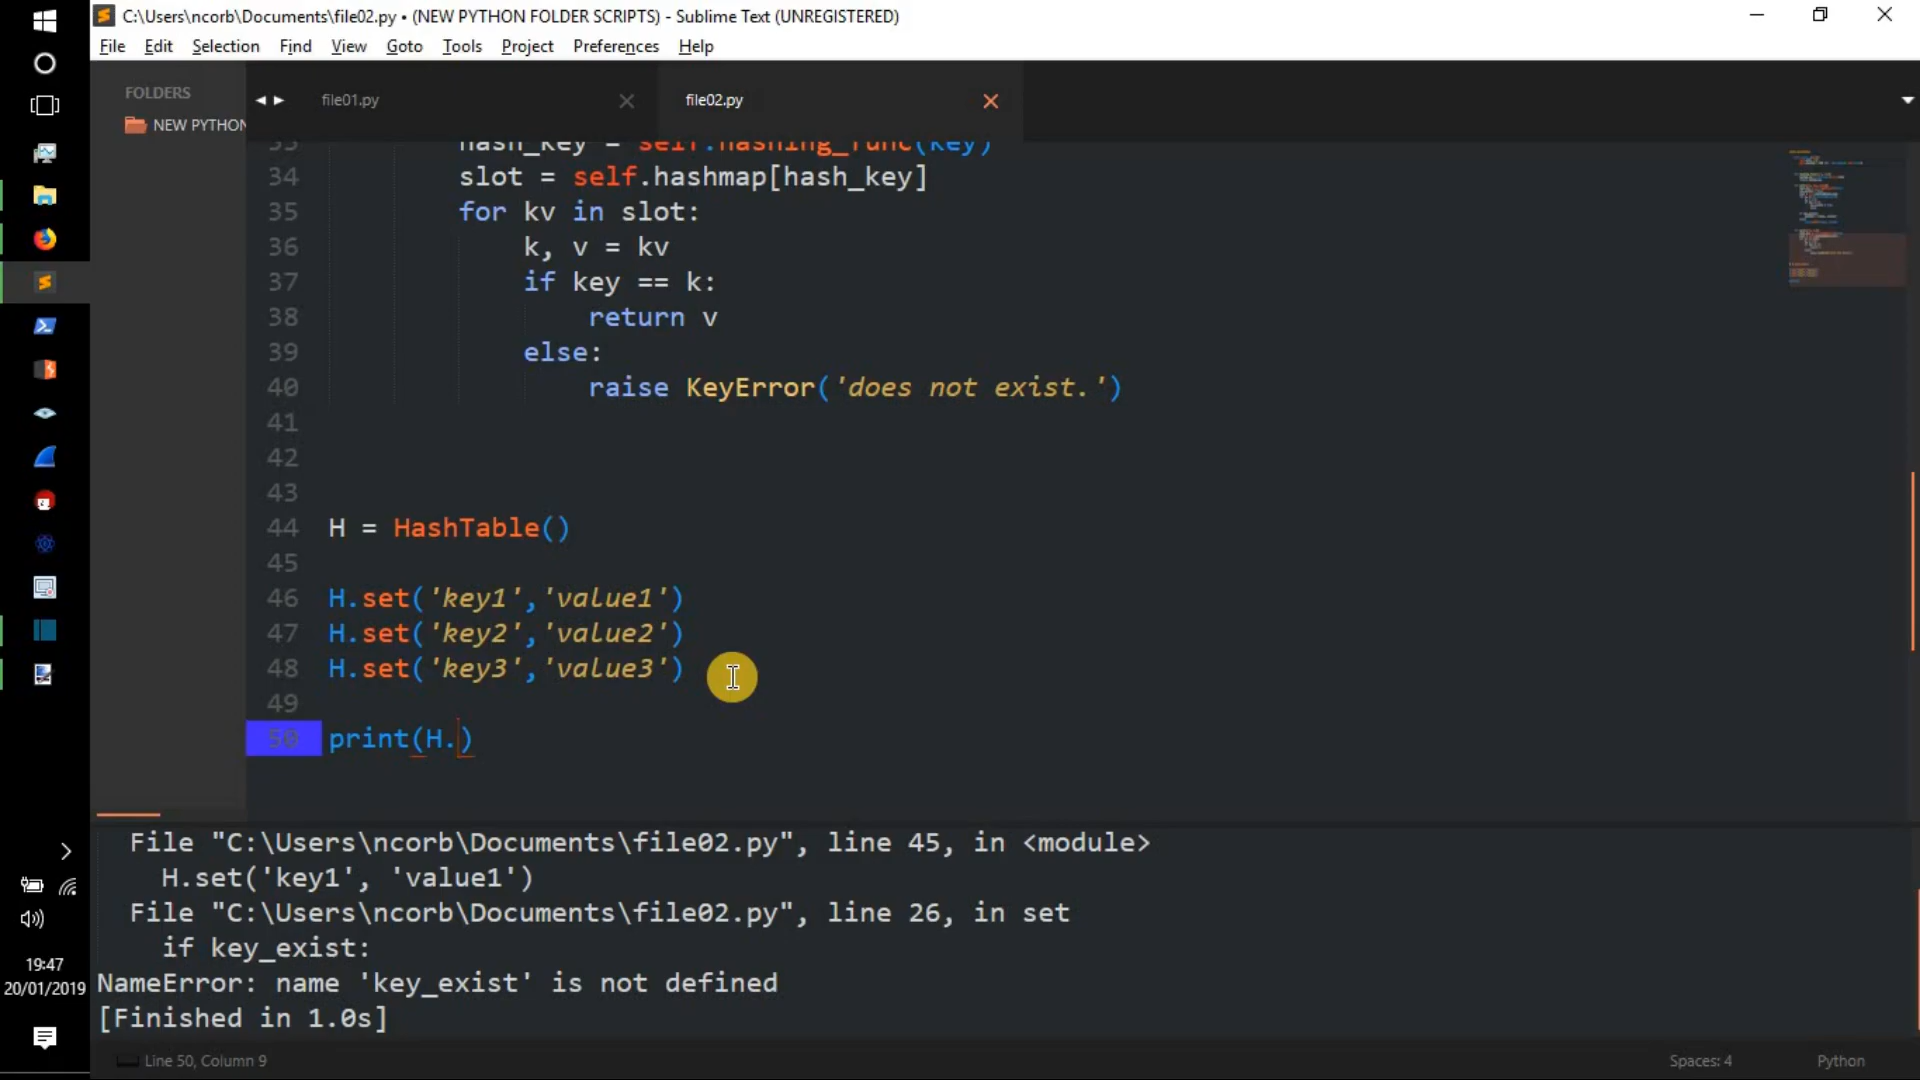 C:\Users\ncorb\Documents\file02.py • (NEW PYTHON FOLDER SCRIPTS) - Sublime Text (UNREGISTERED)
File Edit Selection Find View Goto Tools Project Preferences Help
FOLDERS
NEW PYTHON
file01.py
file02.py
33 hash_key = self.hashing_func(key)
34 slot = self.hashmap[hash_key]
35 for kv in slot:
36 k, v = kv
37 if key == k:
38 return v
39 else:
40 raise KeyError('does not exist.')
41
42
43
44 H = HashTable()
45
46 H.set('key1','value1')
47 H.set('key2','value2')
48 H.set('key3','value3')
49
50 print(H.)
File "C:\Users\ncorb\Documents\file02.py", line 45, in <module>
H.set('key1', 'value1')
File "C:\Users\ncorb\Documents\file02.py", line 26, in set
if key_exist:
NameError: name 'key_exist' is not defined
[Finished in 1.0s]
19:47
20/01/2019
Line 50, Column 9
Spaces: 4
Python